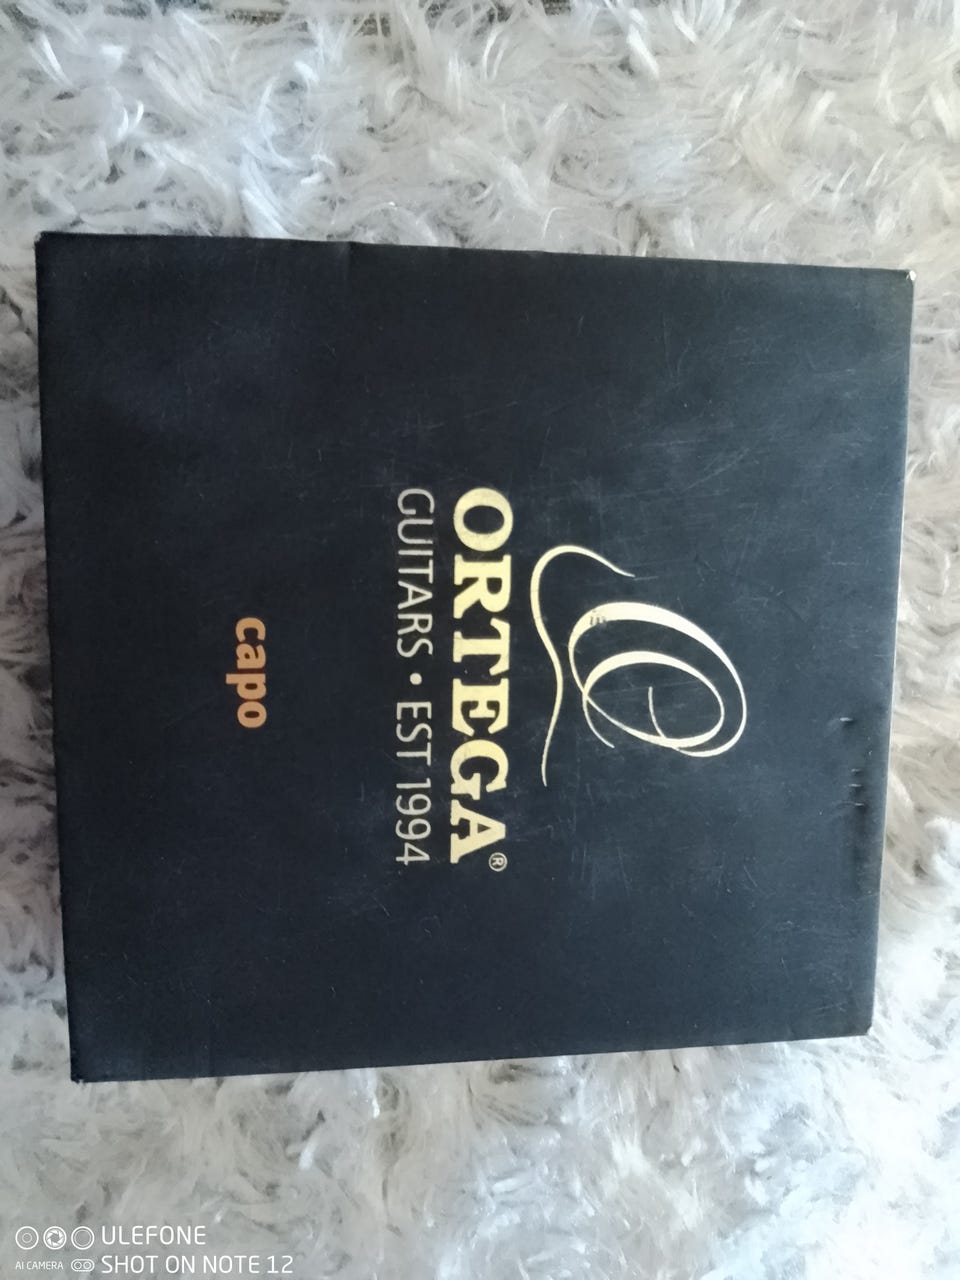 ORTEGA®
GUITARS • EST 1994
capo
ULEFONE
AI CAMERA SHOT ON NOTE 12